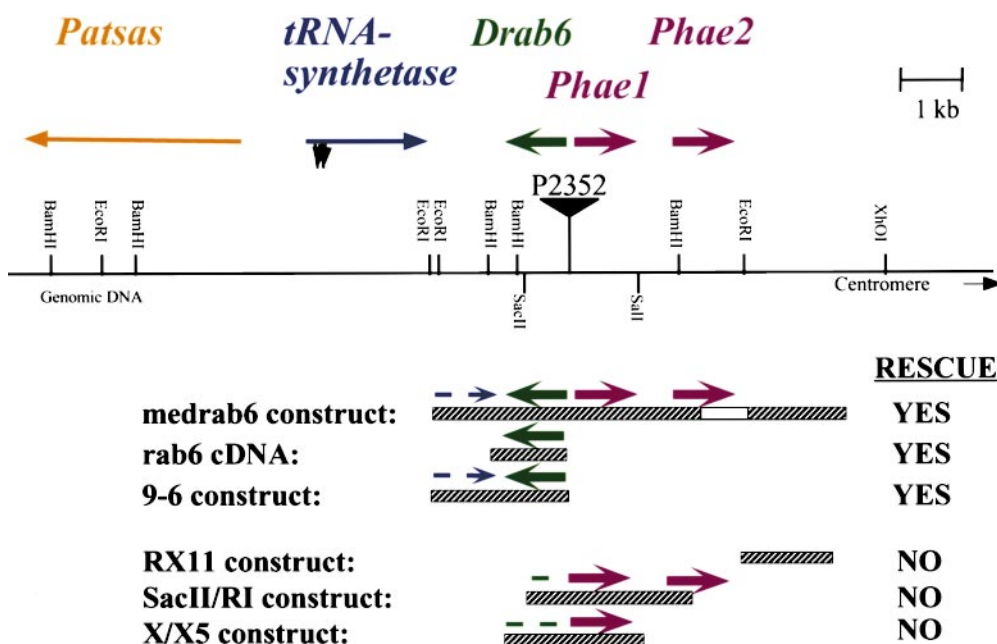 Patsas
tRNA-
synthetase
Drab6
Phae1
Phae2
1 kb
P2352
BamHI
EcoRI
BamHI
EcoRI
EcoRI
BamHI
BamHI
BamHI
EcoRI
XhOI
Genomic DNA
SacII
SalI
Centromere
RESCUE
medrab6 construct: YES
rab6 cDNA: YES
9-6 construct: YES
RX11 construct: NO
SacII/RI construct: NO
X/X5 construct: NO